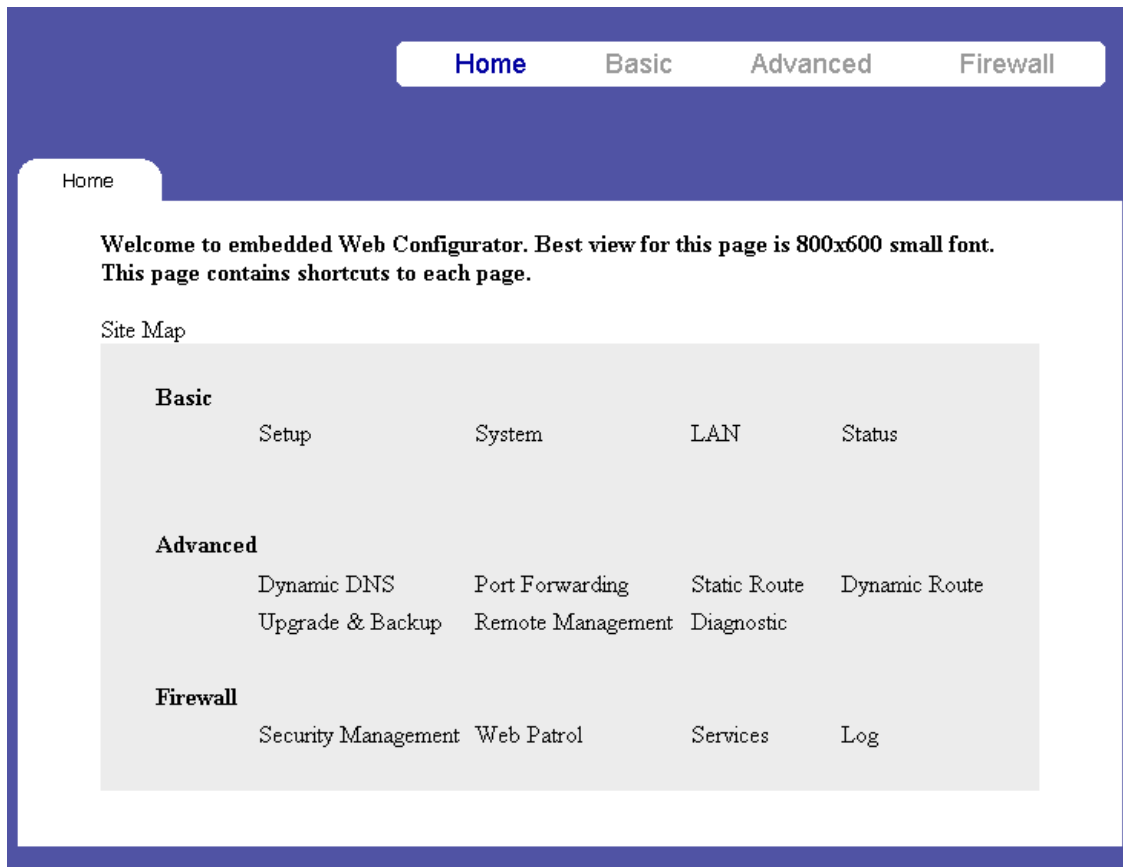 Home Basic Advanced Firewall
Home
Welcome to embedded Web Configurator. Best view for this page is 800x600 small font.
This page contains shortcuts to each page.
Site Map
Basic
Setup System LAN Status
Advanced
Dynamic DNS Port Forwarding Static Route Dynamic Route
Upgrade & Backup Remote Management Diagnostic
Firewall
Security Management Web Patrol Services Log